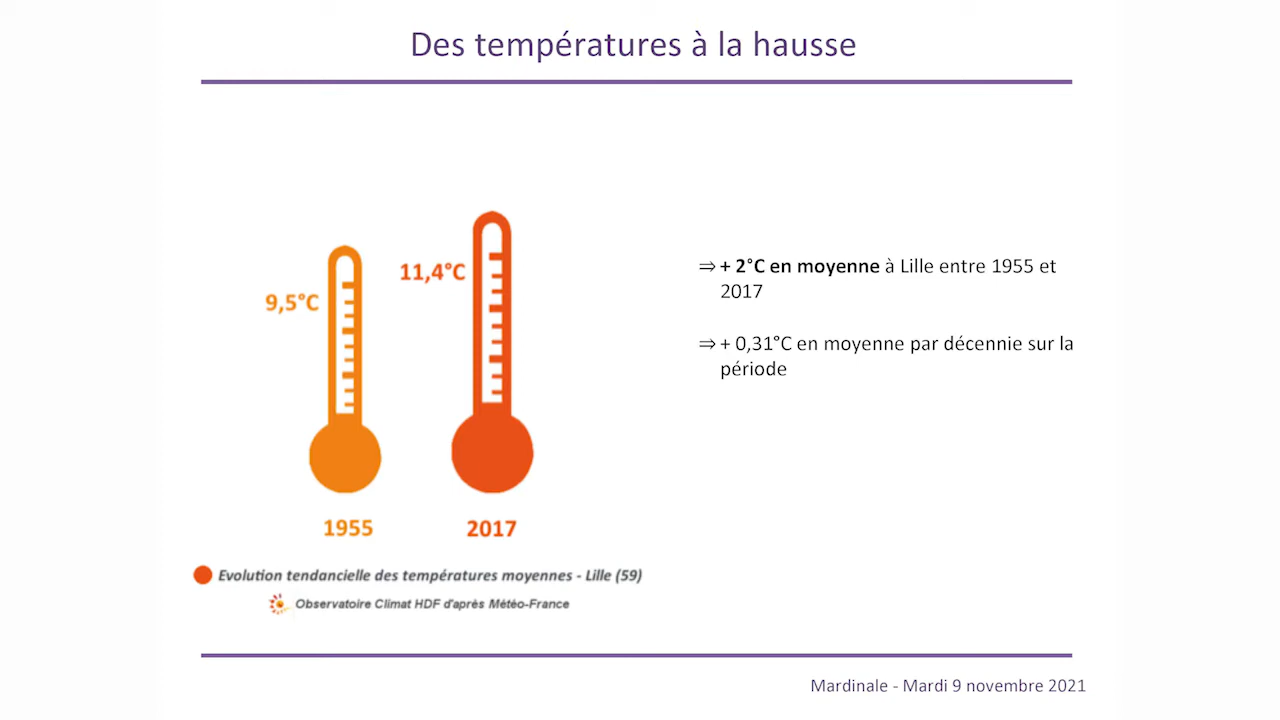 Des températures à la hausse
9,5°C
11,4°C
1955
2017
Evolution tendancielle des températures moyennes - Lille (59)
Observatoire Climat HDF d'après Météo-France
⇒ + 2°C en moyenne à Lille entre 1955 et
2017
⇒ + 0,31°C en moyenne par décennie sur la
période
Mardinale - Mardi 9 novembre 2021